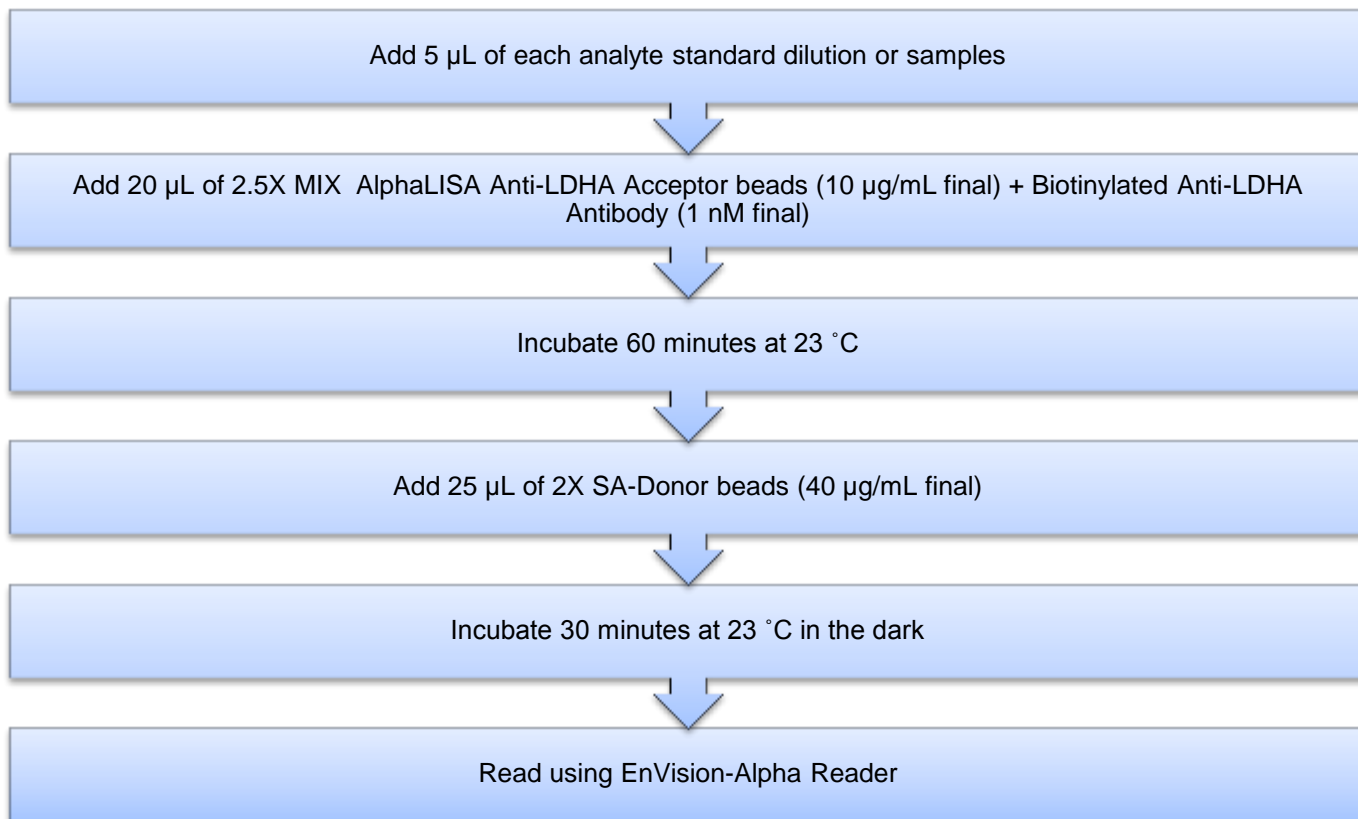 Add 5 µL of each analyte standard dilution or samples
Add 20 µL of 2.5X MIX  AlphaLISA Anti-LDHA Acceptor beads (10 µg/mL final) + Biotinylated Anti-LDHA
Antibody (1 nM final)
Incubate 60 minutes at 23 ˚C
Add 25 µL of 2X SA-Donor beads (40 µg/mL final)
Incubate 30 minutes at 23 ˚C in the dark
Read using EnVision-Alpha Reader